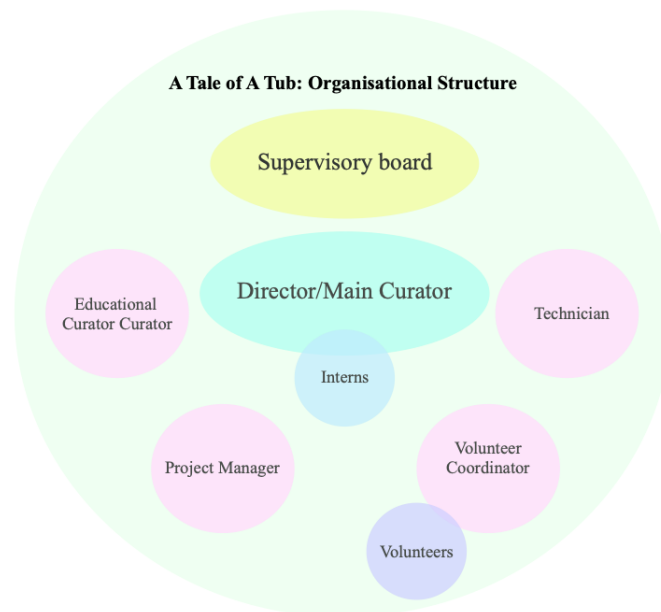 A Tale of A Tub: Organisational Structure
Supervisory board
Director/Main Curator
Educational
Curator Curator
Technician
Interns
Project Manager
Volunteer
Coordinator
Volunteers